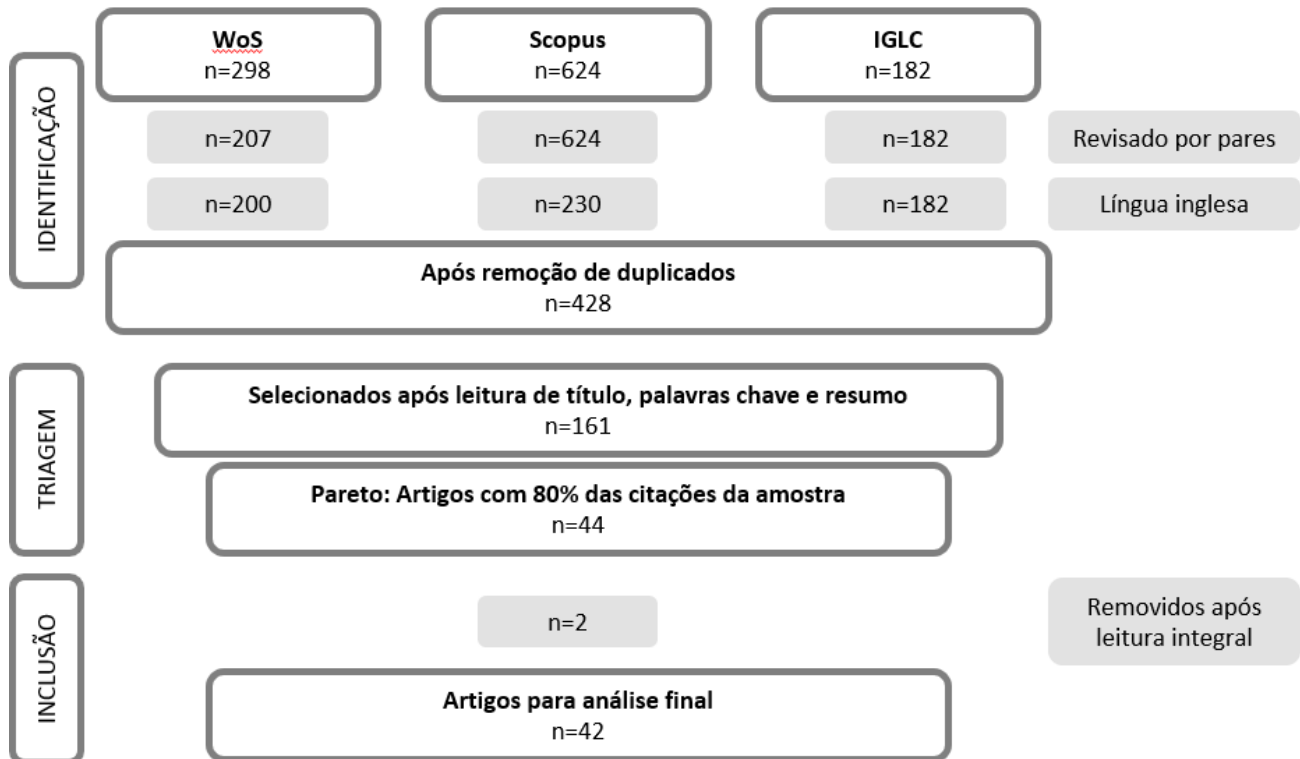 IDENTIFICAÇÃO
WoS
n=298
Scopus
n=624
IGLC
n=182
n=207
n=624
n=182
Revisado por pares
n=200
n=230
n=182
Língua inglesa
Após remoção de duplicados
n=428
TRIAGEM
Selecionados após leitura de título, palavras chave e resumo
n=161
Pareto: Artigos com 80% das citações da amostra
n=44
INCLUSÃO
n=2
Removidos após
leitura integral
Artigos para análise final
n=42